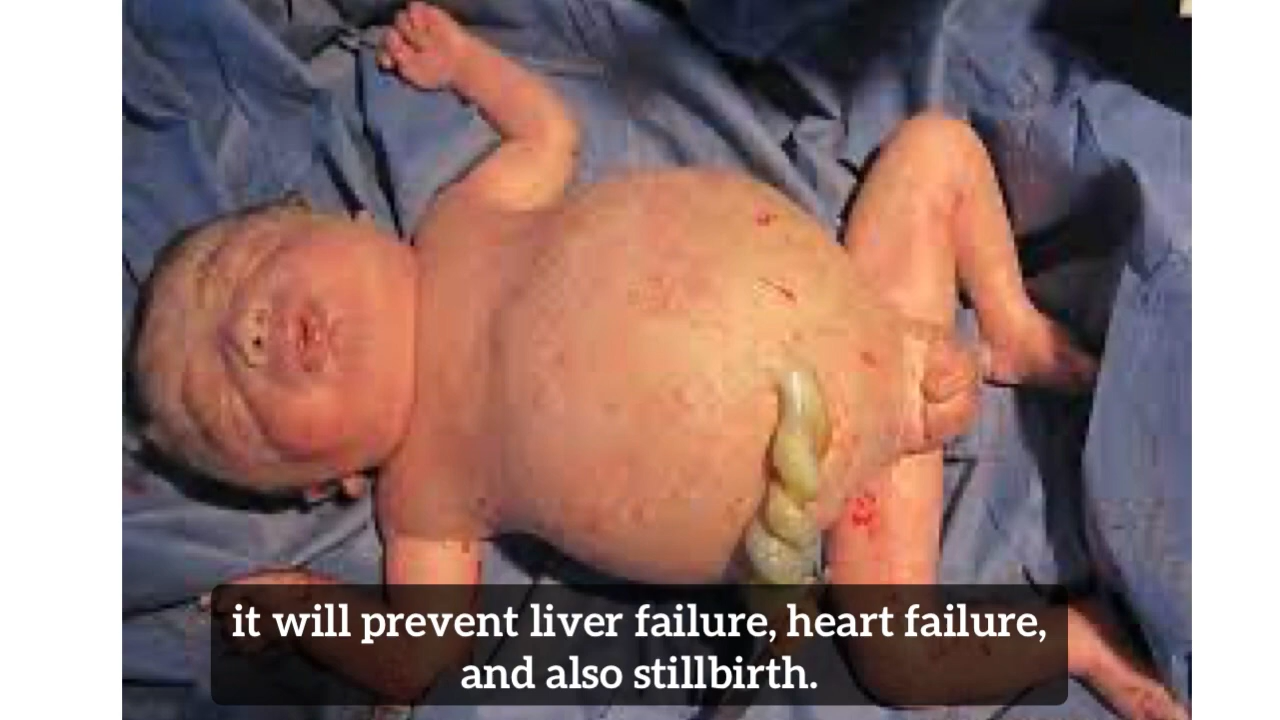 it will prevent liver failure, heart failure,
and also stillbirth.